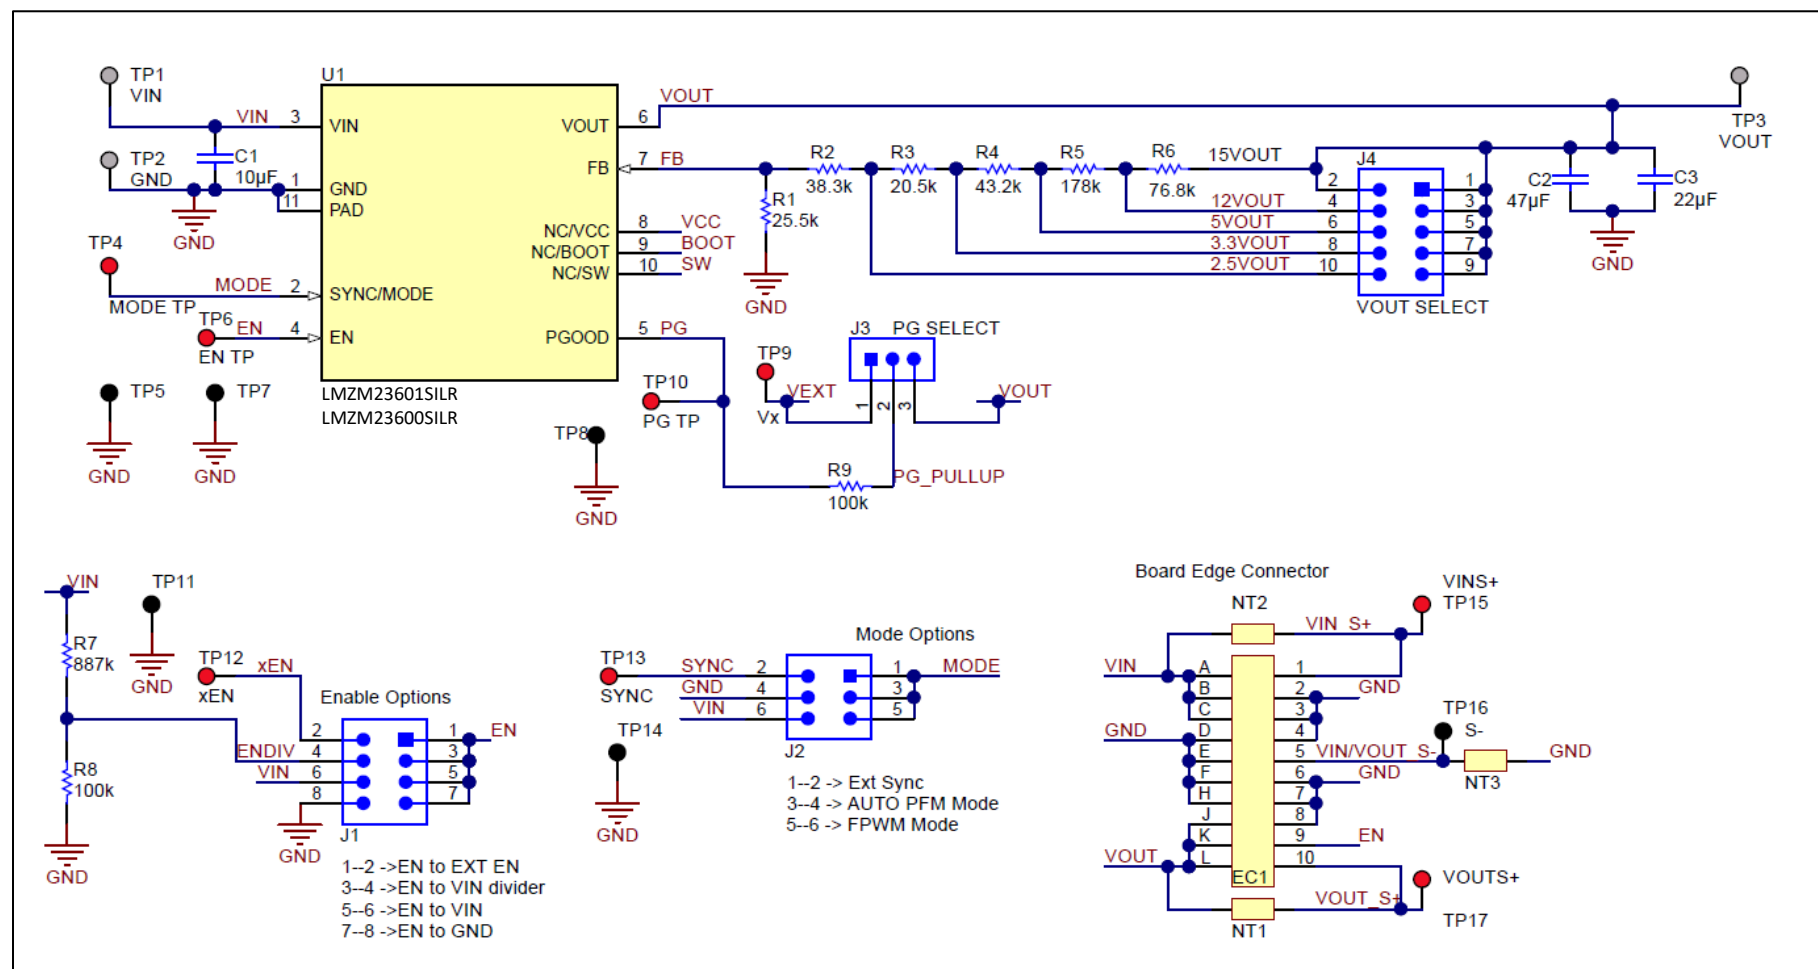 TP1
VIN
U1
VIN 3 VIN
VOUT 6 VOUT
TP3
VOUT
TP2
GND
C1
10µF
1 GND
11 PAD
GND
FB 7 FB
R2
38.3k
R3
20.5k
R4
43.2k
R5
178k
R6
76.8k
15VOUT
12VOUT
5VOUT
3.3VOUT
2.5VOUT
J4
2 1
4 3
6 5
8 7
10 9
VOUT SELECT
C2
47µF
C3
22µF
GND
R1
25.5k
GND
NC/VCC 8 VCC
NC/BOOT 9 BOOT
NC/SW 10 SW
TP4
MODE 2 SYNC/MODE
MODE TP
TP6
EN 4 EN
EN TP
PGOOD 5 PG
LMZM23601SILR
LMZM23600SILR
TP5
GND
TP7
GND
TP8
GND
TP10
PG TP
TP9
Vx
VEXT
J3 PG SELECT
1 2 3
VOUT
R9
100k
PG_PULLUP
VIN
R7
887k
R8
100k
GND
TP11
GND
TP12
xEN
xEN
Enable Options
2 1 EN
ENDIV 4 3
VIN 6 5
8 7
J1
GND
1--2 ->EN to EXT EN
3--4 ->EN to VIN divider
5--6 ->EN to VIN
7--8 ->EN to GND
Mode Options
TP13
SYNC
SYNC 2 1 MODE
GND 4 3
VIN 6 5
J2
TP14
GND
1--2 -> Ext Sync
3--4 -> AUTO PFM Mode
5--6 -> FPWM Mode
Board Edge Connector
NT2
VIN_S+
VINS+
TP15
VIN A 1
B 2 GND
C 3
GND D 4
E 5 VIN/VOUT_S-
F 6 GND
H 7
J 8
K 9 EN
VOUT L 10
EC1
TP16
S-
NT3
GND
NT1
VOUT_S+
VOUTS+
TP17